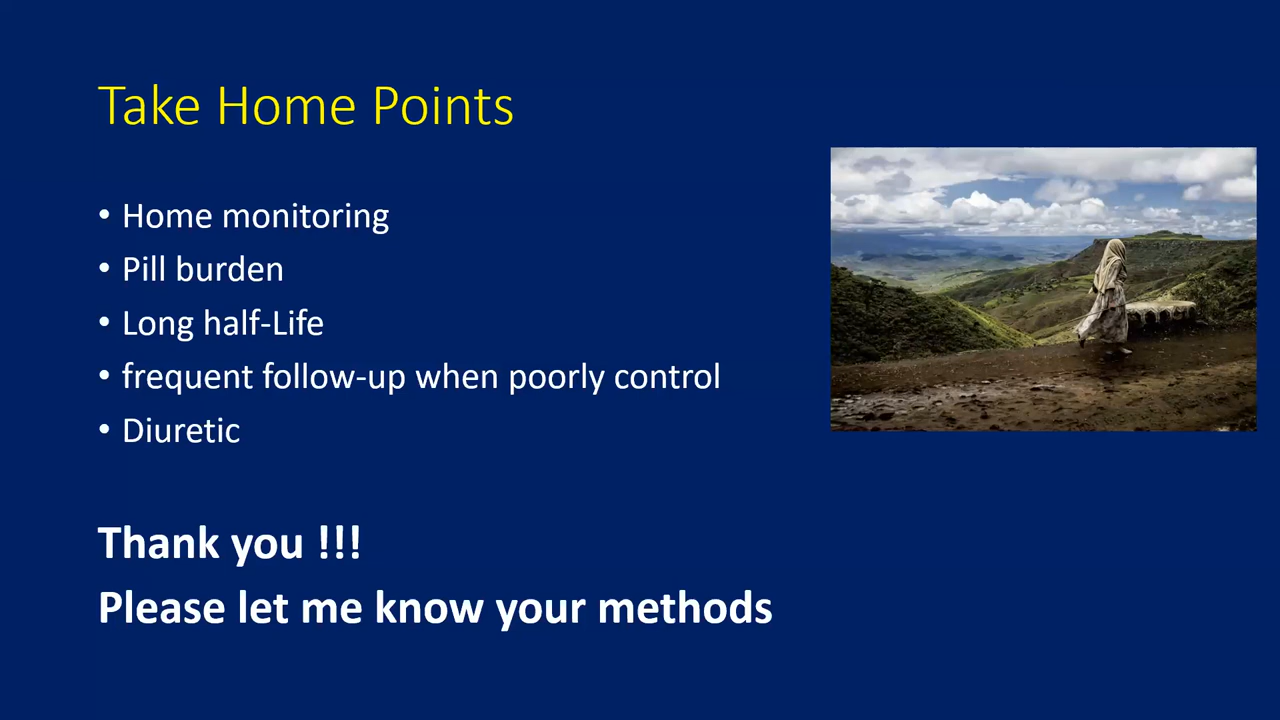 Take Home Points
• Home monitoring
• Pill burden
• Long half-Life
• frequent follow-up when poorly control
• Diuretic
Thank you !!!
Please let me know your methods